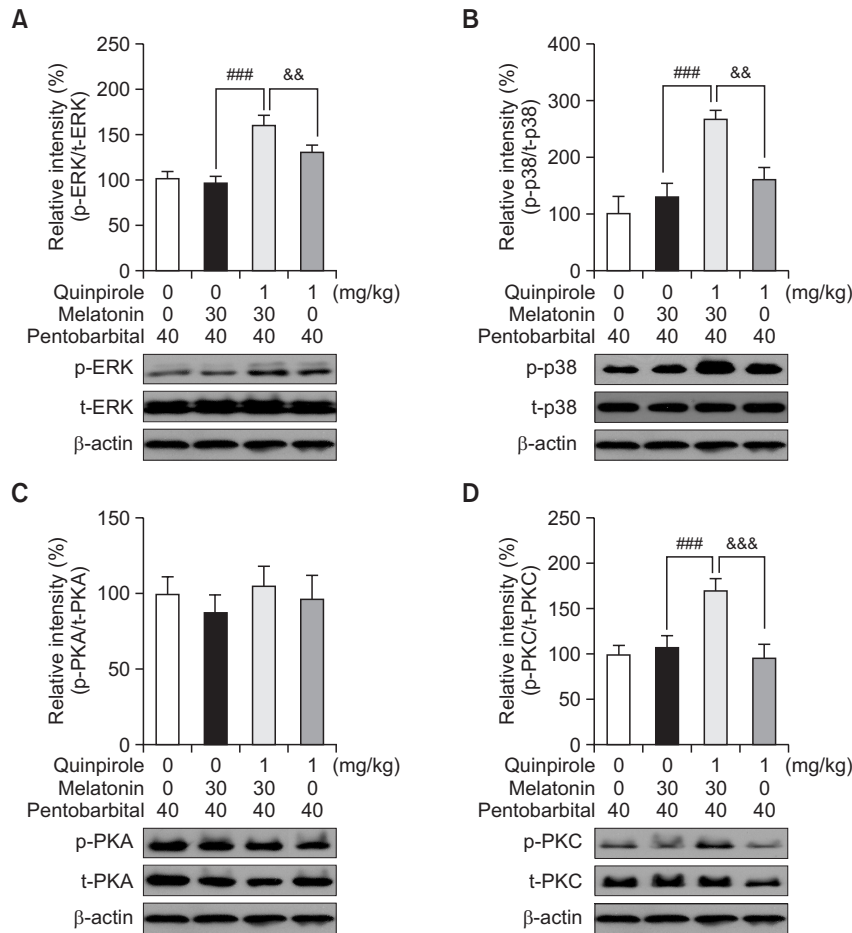 A
Relative intensity (%)
(p-ERK/t-ERK)
250
200
150
100
50
0
###
&&
Quinpirole 0 0 1 1 (mg/kg)
Melatonin 0 30 30 0
Pentobarbital 40 40 40 40
p-ERK
t-ERK
β-actin
B
Relative intensity (%)
(p-p38/t-p38)
400
300
200
100
0
###
&&
Quinpirole 0 0 1 1 (mg/kg)
Melatonin 0 30 30 0
Pentobarbital 40 40 40 40
p-p38
t-p38
β-actin
C
Relative intensity (%)
(p-PKA/t-PKA)
150
100
50
0
Quinpirole 0 0 1 1 (mg/kg)
Melatonin 0 30 30 0
Pentobarbital 40 40 40 40
p-PKA
t-PKA
β-actin
D
Relative intensity (%)
(p-PKC/t-PKC)
250
200
150
100
50
0
###
&&&
Quinpirole 0 0 1 1 (mg/kg)
Melatonin 0 30 30 0
Pentobarbital 40 40 40 40
p-PKC
t-PKC
β-actin